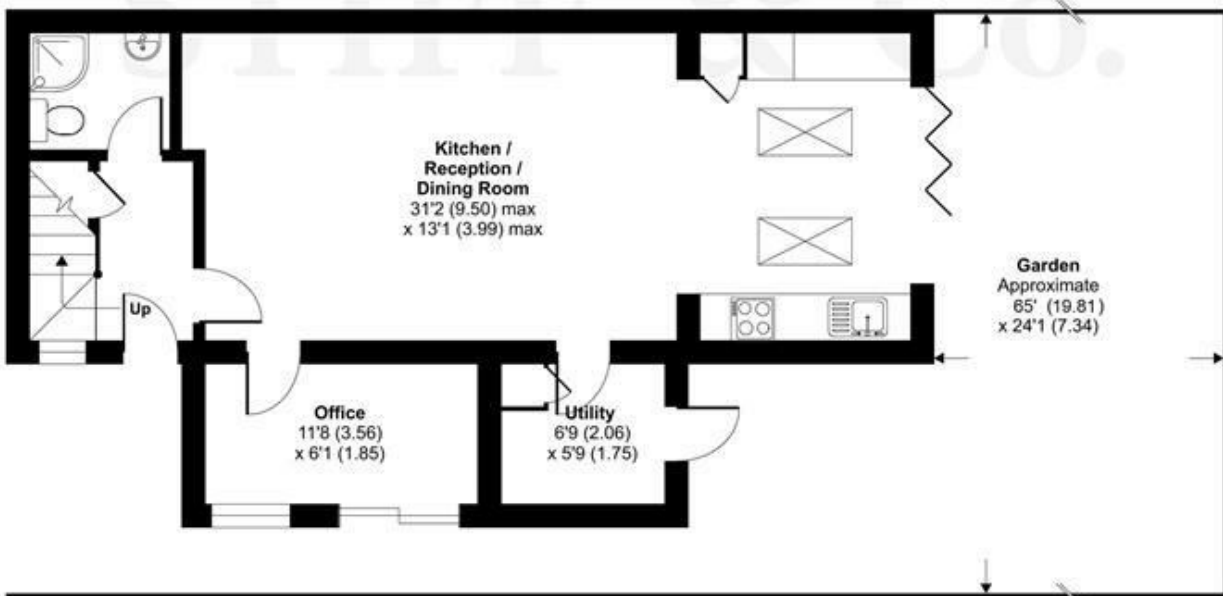 Kitchen /
Reception /
Dining Room
31'2 (9.50) max
x 13'1 (3.99) max
Garden
Approximate
65' (19.81)
x 24'1 (7.34)
Up
Office
11'8 (3.56)
x 6'1 (1.85)
Utility
6'9 (2.06)
x 5'9 (1.75)
& Co.